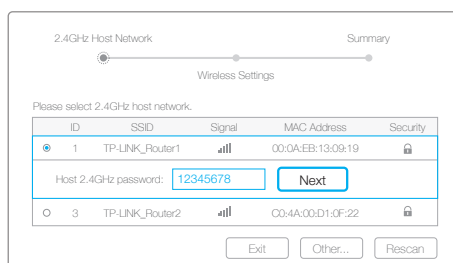 2.4GHz Host Network Summary
Wireless Settings
Please select 2.4GHz host network.
ID SSID Signal MAC Address Security
1 TP-LINK_Router1 00:0A:EB:13:09:19
Host 2.4GHz password: 12345678 Next
3 TP-LINK_Router2 C0:4A:00:D1:0F:22
Exit Other... Rescan